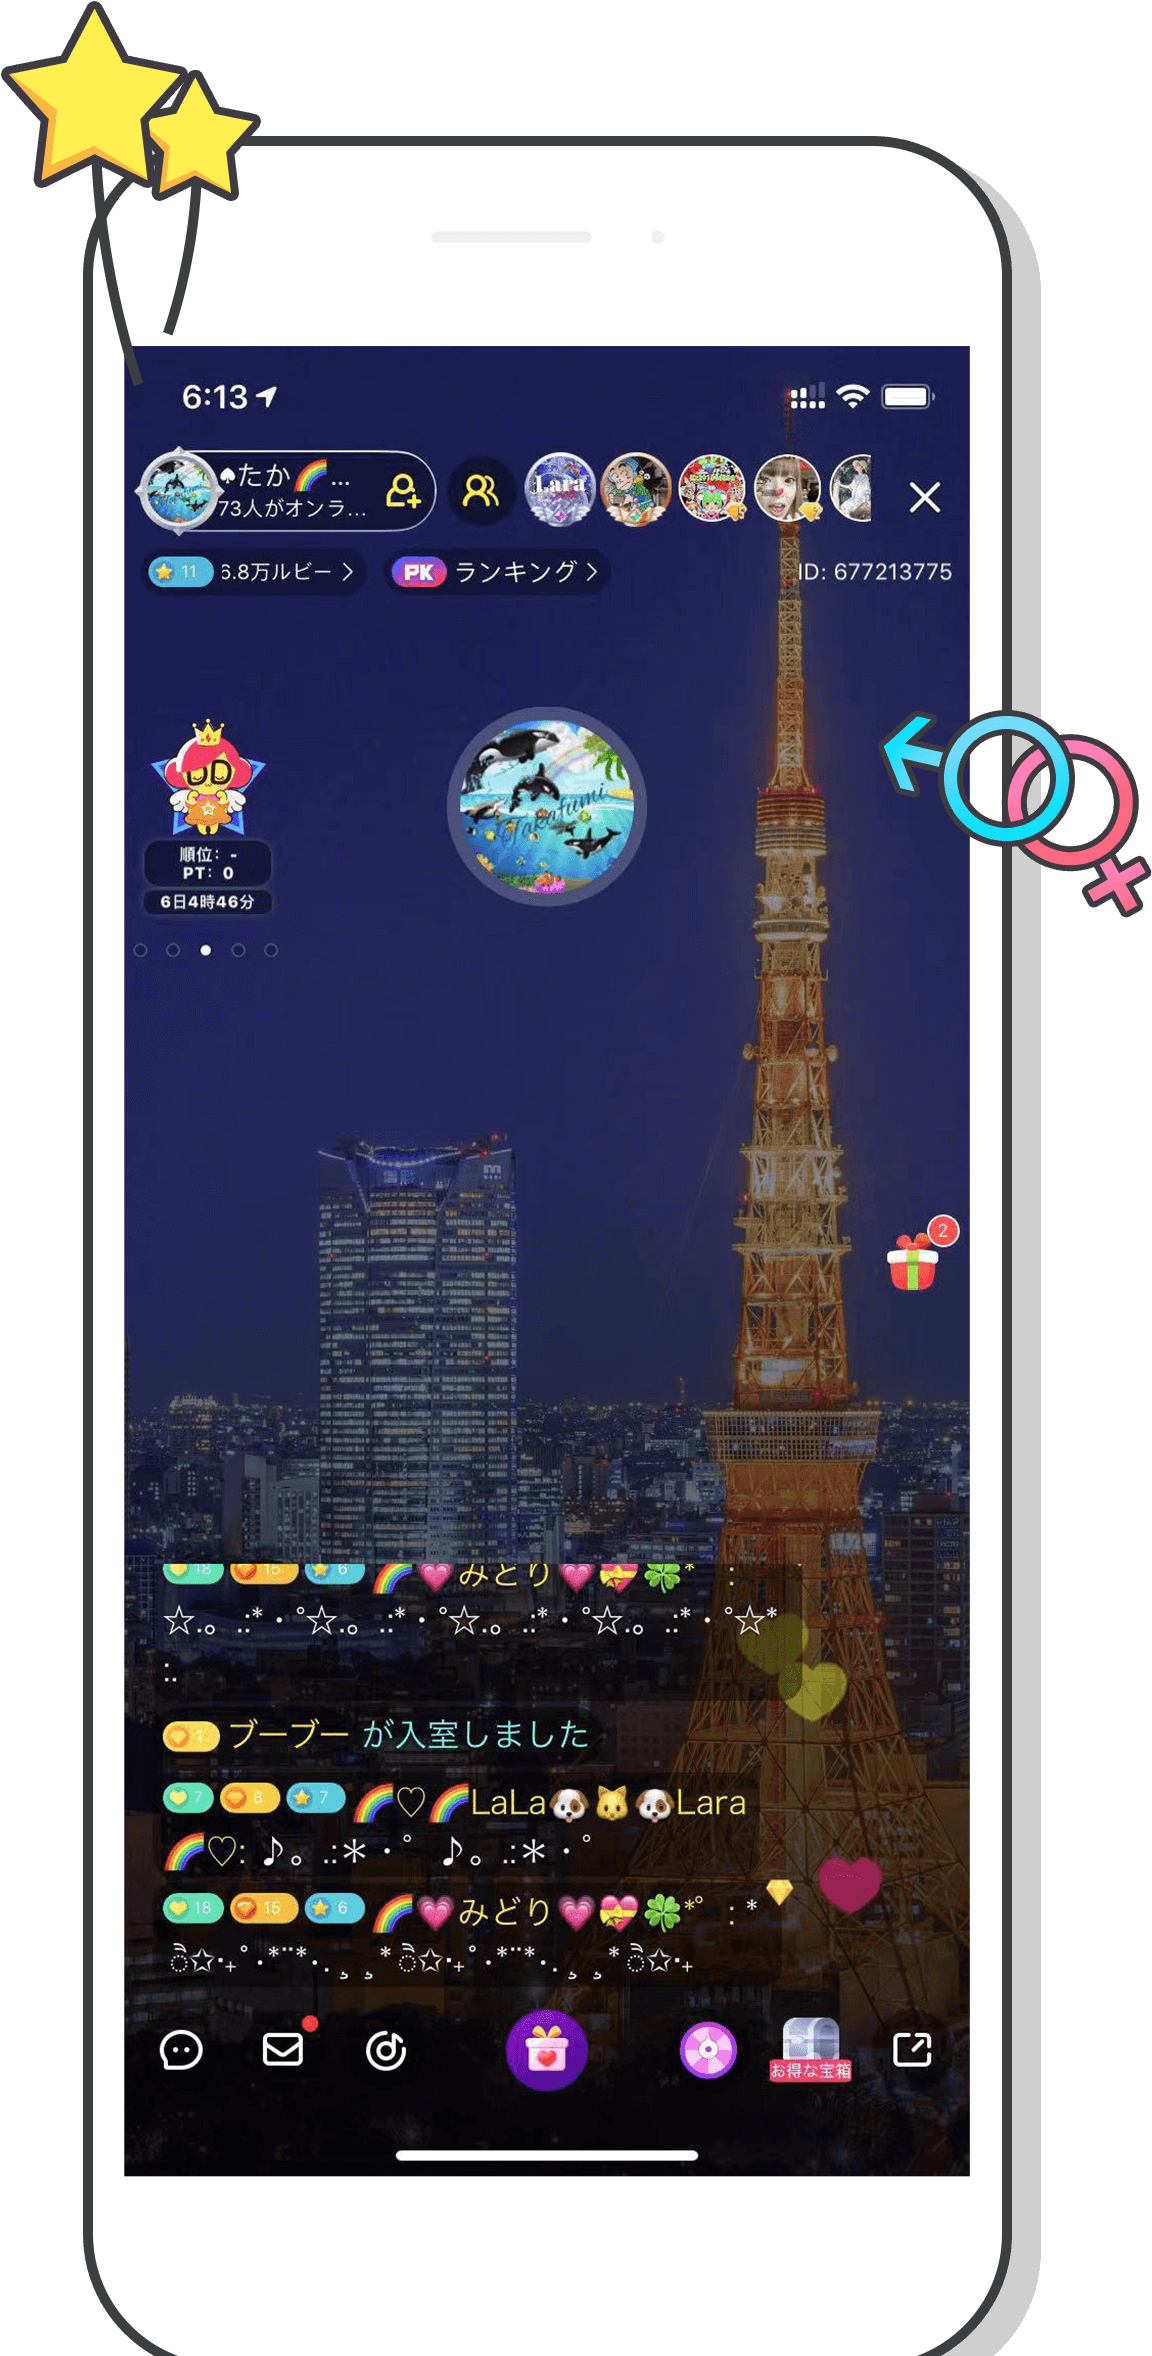 6:13
♠たか🌈...
73人がオンラ...
Lara
11 6.8万ルビー >
PK ランキング >
ID: 677213775
Takafumi
順位: -
PT: 0
6日4時46分
2
18 15 6 🌈💗みどり💗💝🍀* :
☆.。.:*・゜☆.。.:*・゜☆.。.:*・゜☆.。.:*・゜☆*
:.
ブーブー が入室しました
7 8 7 🌈♡🌈LaLa🐶🐱🐶Lara
🌈♡: ♪。.:＊・゜ ♪。.:＊・゜
18 15 6 🌈💗みどり💗💝🍀*゜ : *
お得な宝箱